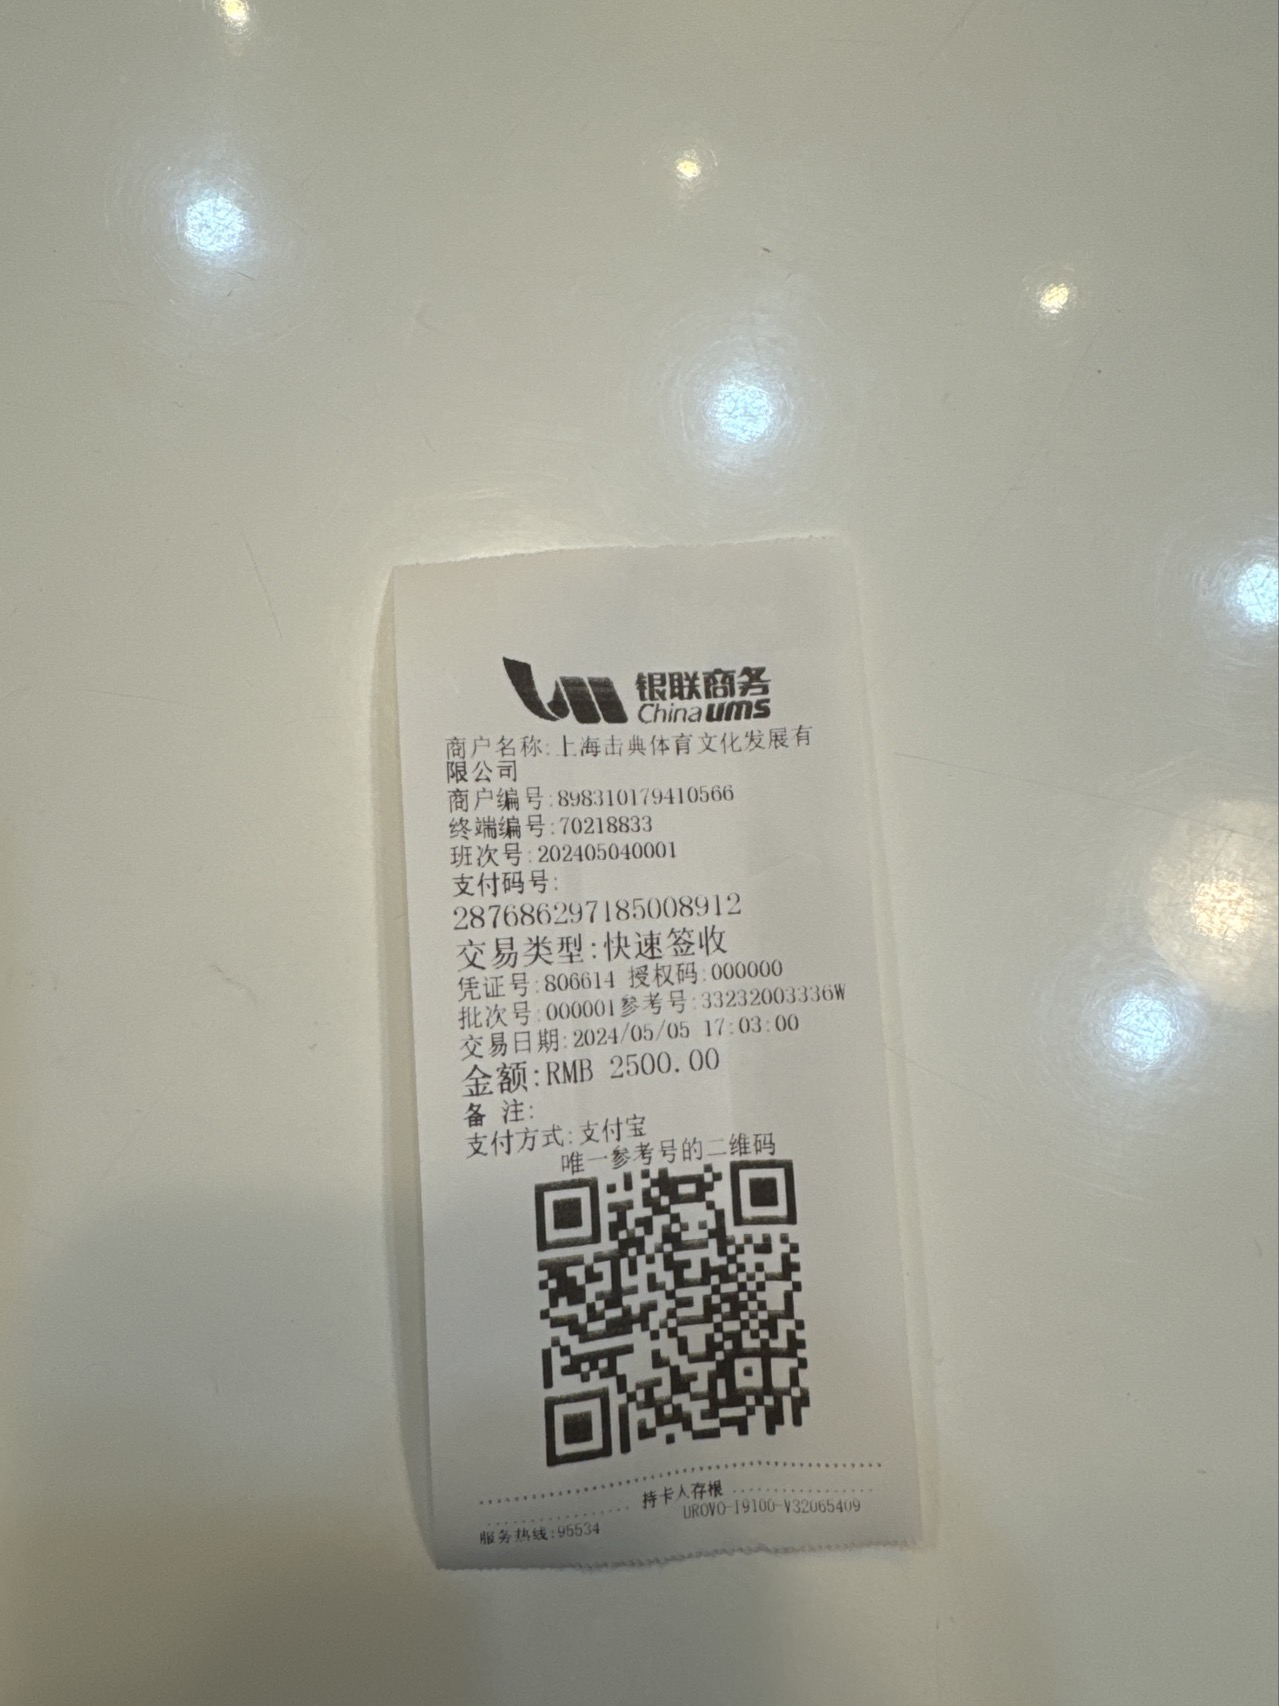 银联商务
China ums
商户名称:上海击典体育文化发展有
限公司
商户编号:898310179410566
终端编号:70218833
班次号:202405040001
支付码号:
287686297185008912
交易类型:快速签收
凭证号:806614 授权码:000000
批次号:000001参考号:33232003336W
交易日期:2024/05/05 17:03:00
金额:RMB 2500.00
备 注:
支付方式:支付宝
唯一参考号的二维码
持卡人存根
UROVO-I9100-V32065409
服务热线:95534